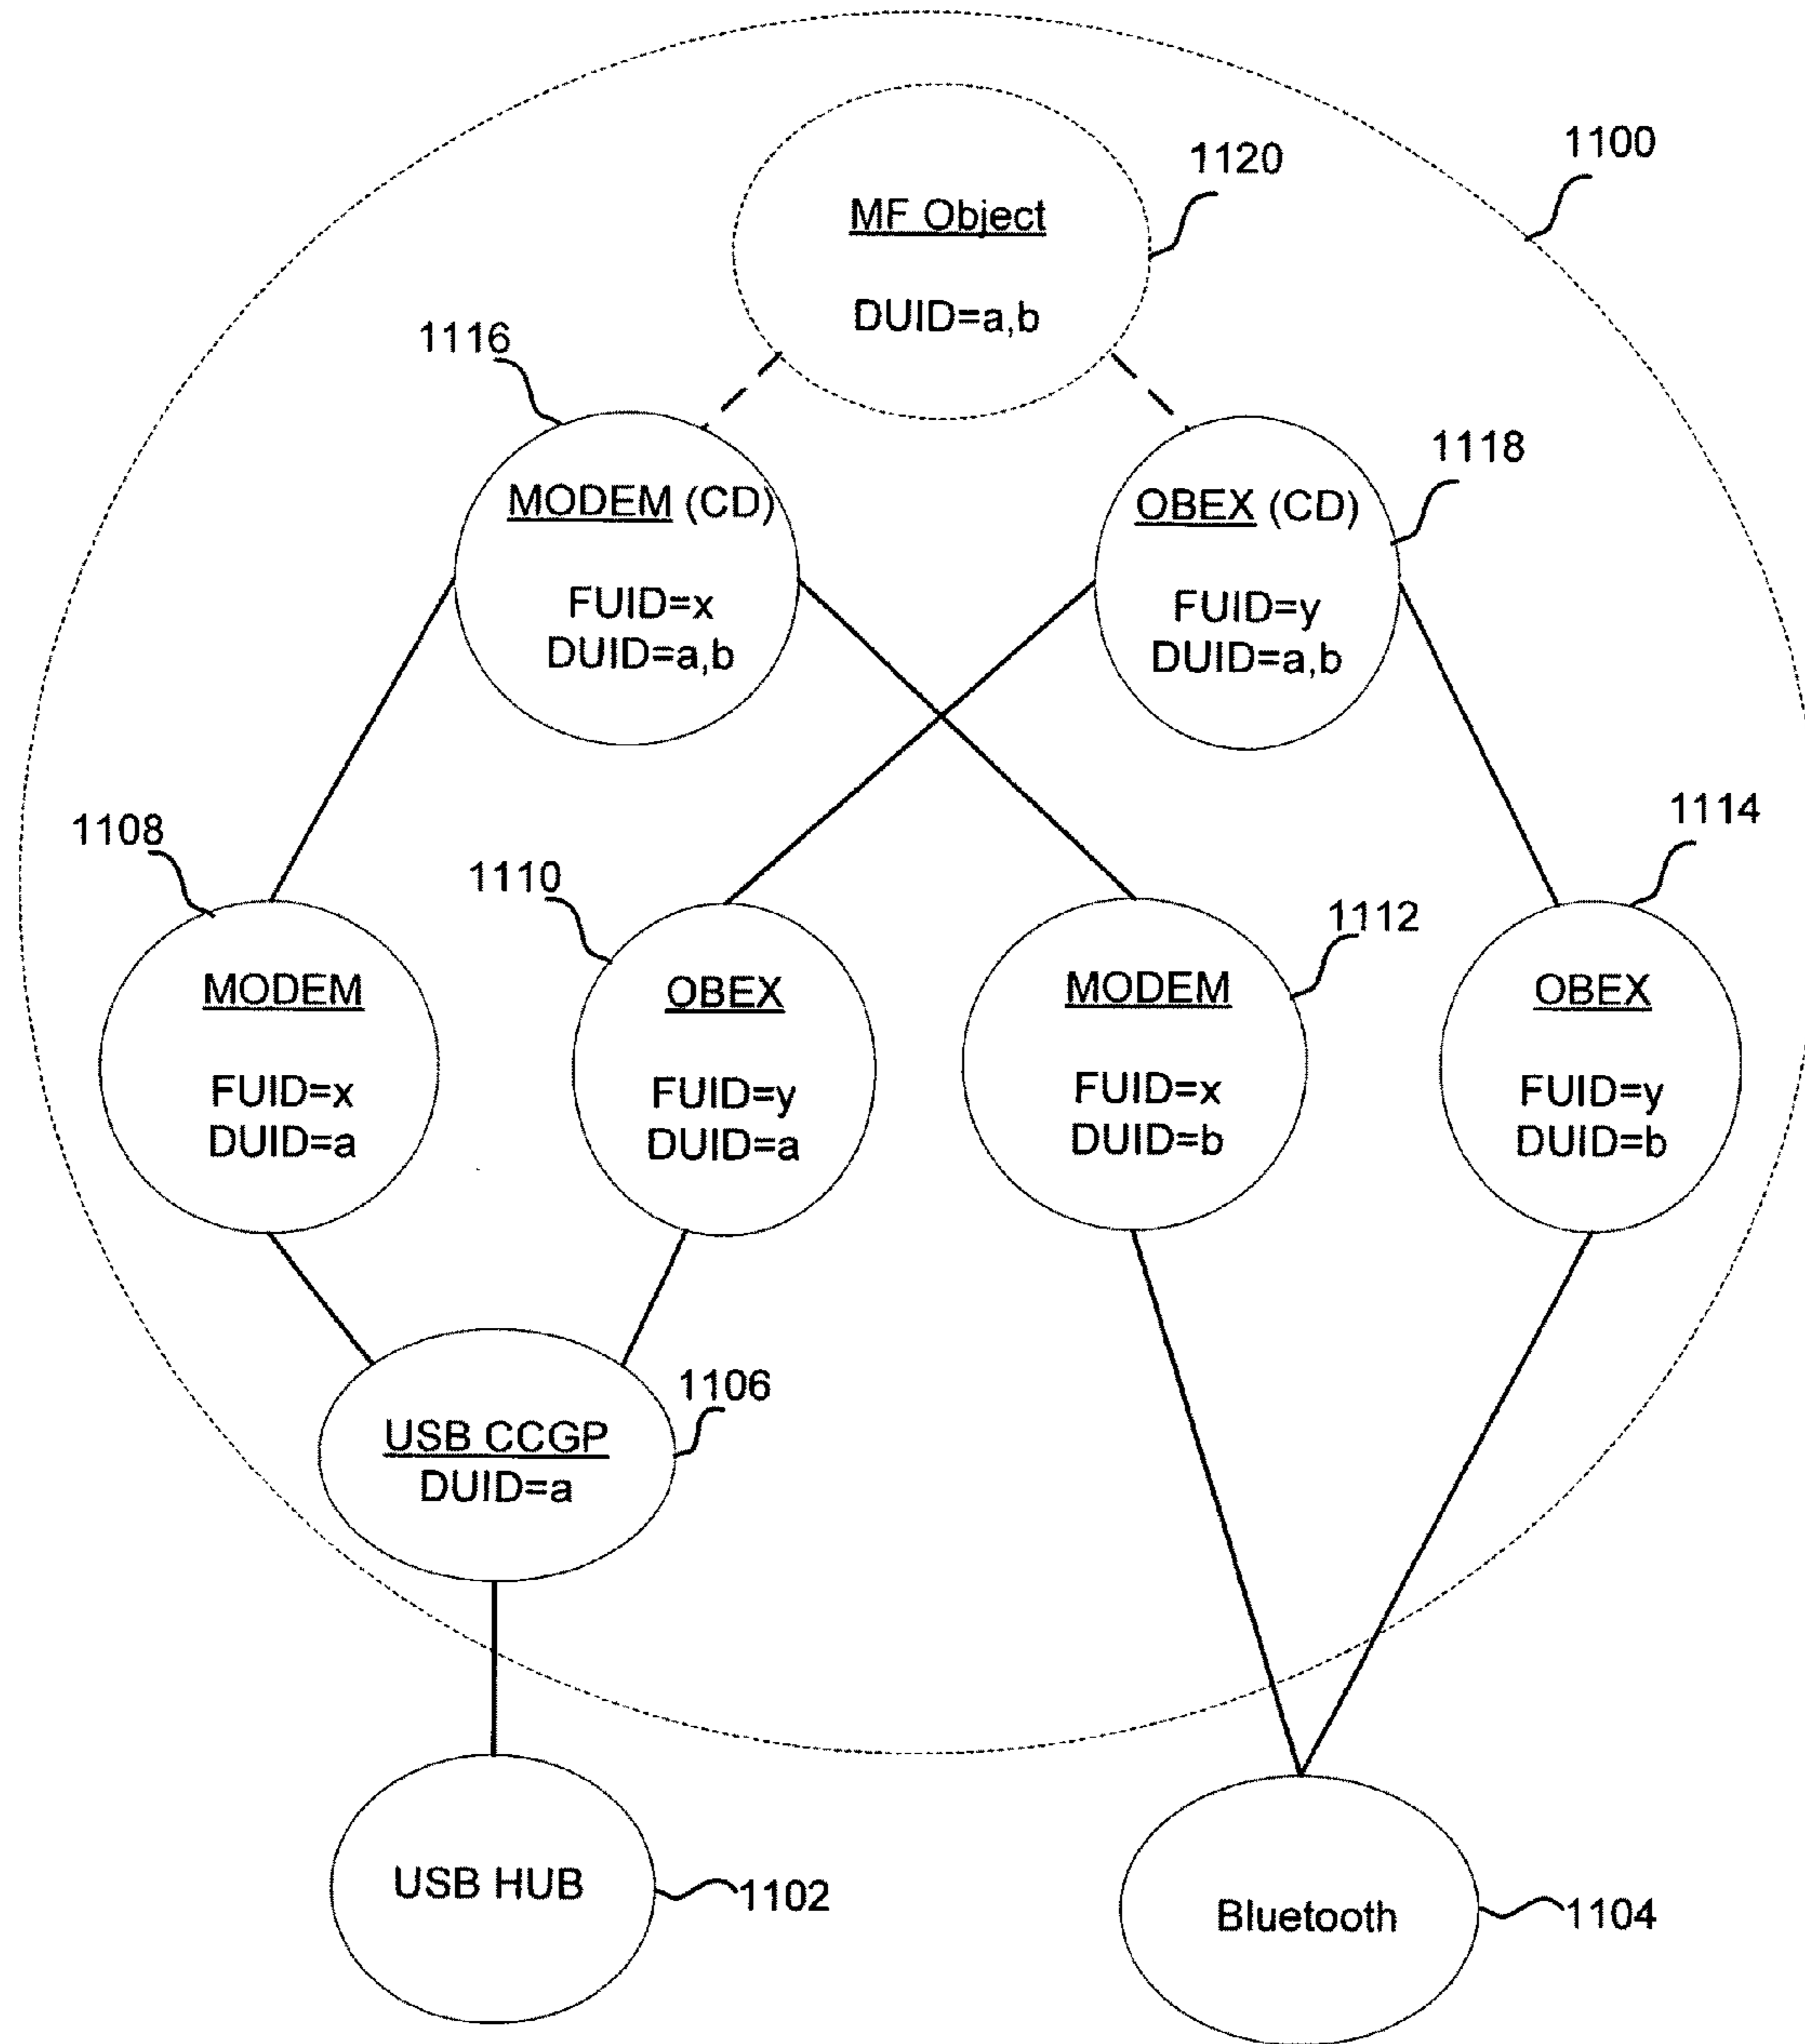 1100
1120
MF Object
DUID=a,b
1116
1118
MODEM (CD)
FUID=x
DUID=a,b
OBEX (CD)
FUID=y
DUID=a,b
1108
1110
1112
1114
MODEM
FUID=x
DUID=a
OBEX
FUID=y
DUID=a
MODEM
FUID=x
DUID=b
OBEX
FUID=y
DUID=b
1106
USB CCGP
DUID=a
USB HUB
1102
Bluetooth
1104